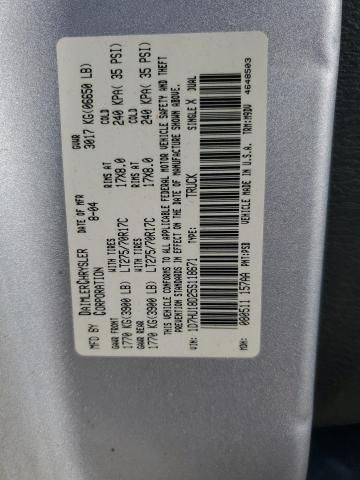 MFD BY DAIMLERCHRYSLER CORPORATION DATE OF MFR 8-04 GVWR 3017 KG(06650 LB)
GAWR FRONT WITH TIRES RIMS AT COLD
1770 KG(3900 LB) LT275/70R17C 17X8.0 240 KPA( 35 PSI)
GAWR REAR WITH TIRES RIMS AT COLD
1770 KG(3900 LB) LT275/70R17C 17X8.0 240 KPA( 35 PSI)
THIS VEHICLE CONFORMS TO ALL APPLICABLE FEDERAL MOTOR VEHICLE SAFETY AND THEFT
PREVENTION STANDARDS IN EFFECT ON THE DATE OF MANUFACTURE SHOWN ABOVE.
VIN: 1D7HU18D25S118671 TYPE: TRUCK SINGLE X DUAL
080511 157AA PNT:PS3 VEHICLE MADE IN U.S.A. TRM:M9DV
4648503